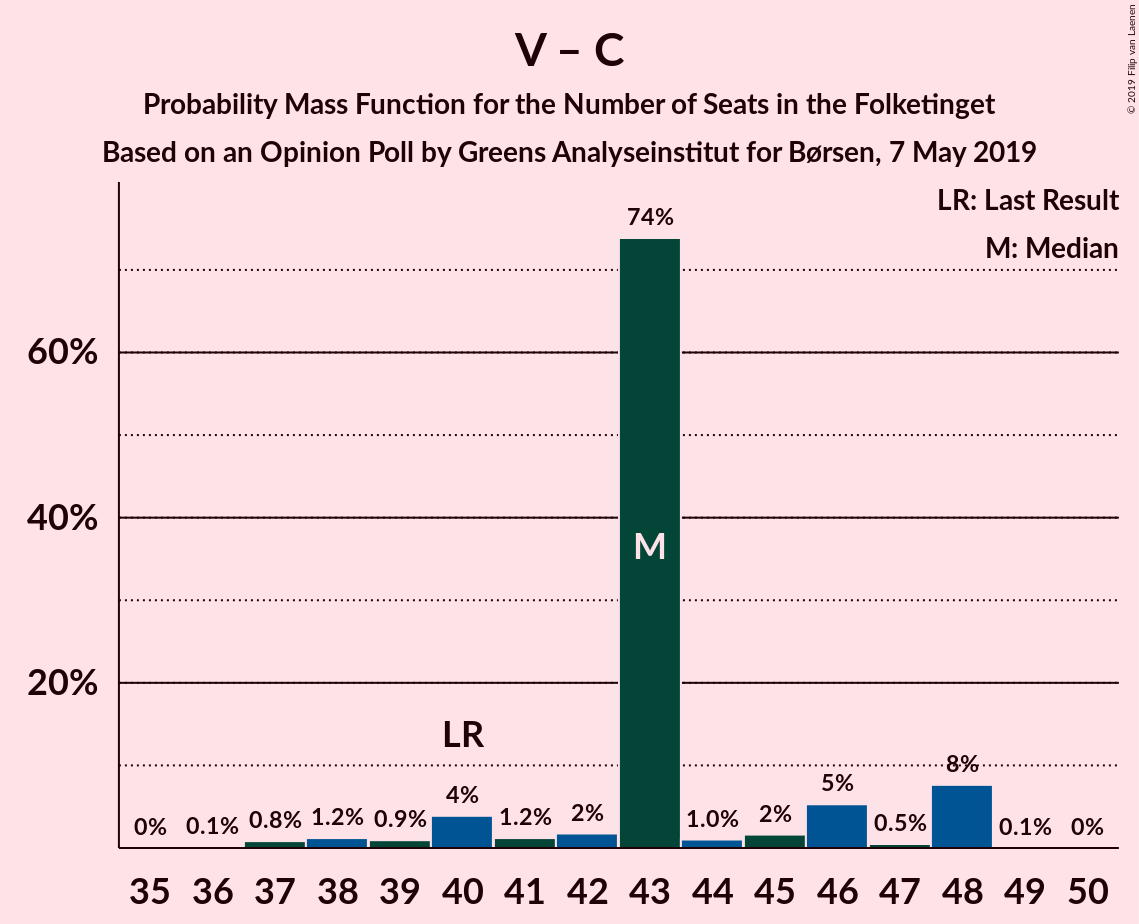 V – C
Probability Mass Function for the Number of Seats in the Folketinget
Based on an Opinion Poll by Greens Analyseinstitut for Børsen, 7 May 2019
© 2019 Filip van Laenen
LR: Last Result
M: Median
74%
60%
40%
20%
M
LR
0% 0.1% 0.8% 1.2% 0.9% 4% 1.2% 2% 1.0% 2% 5% 0.5% 8% 0.1% 0%
35 36 37 38 39 40 41 42 43 44 45 46 47 48 49 50